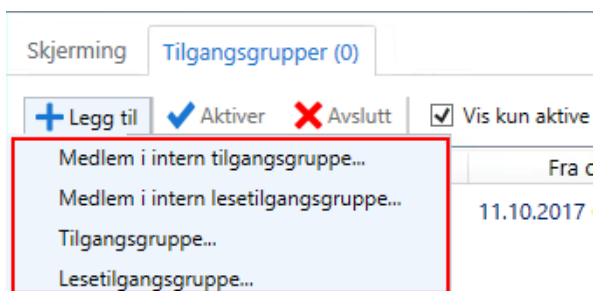 Skjerming Tilgangsgrupper (0)
Legg til Aktiver Avslutt Vis kun aktive
Medlem i intern tilgangsgruppe... Fra
Medlem i intern lesetilgangsgruppe... 11.10.2017
Tilgangsgruppe...
Lesetilgangsgruppe...